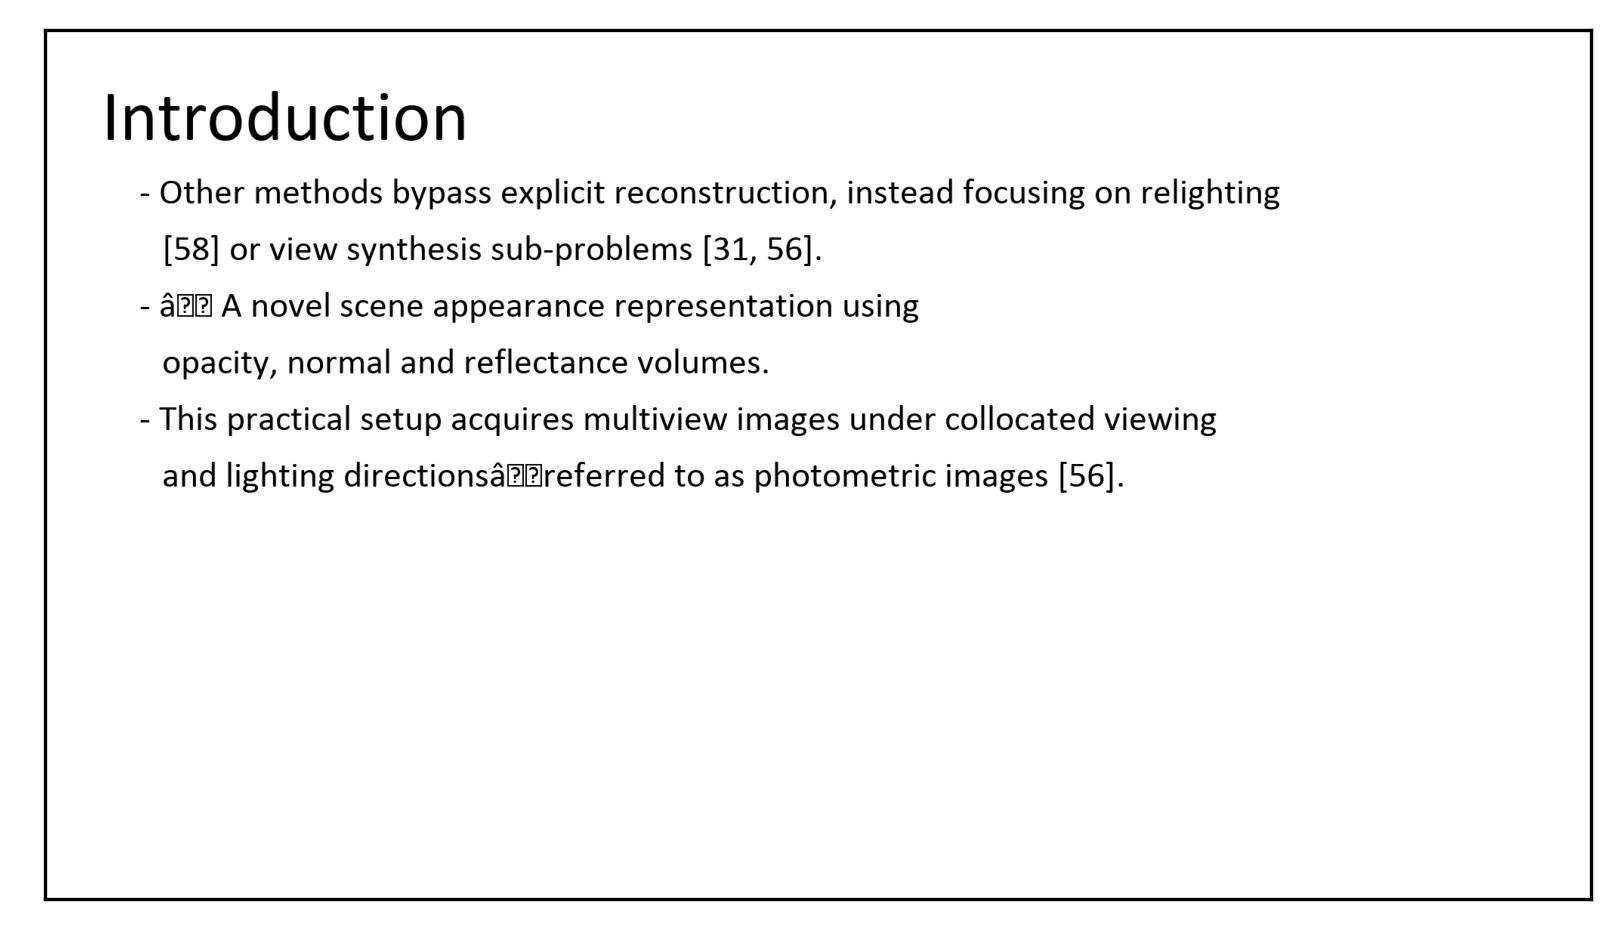 Introduction
- Other methods bypass explicit reconstruction, instead focusing on relighting
[58] or view synthesis sub-problems [31, 56].
- â⍰⍰ A novel scene appearance representation using
opacity, normal and reflectance volumes.
- This practical setup acquires multiview images under collocated viewing
and lighting directionsâ⍰⍰referred to as photometric images [56].